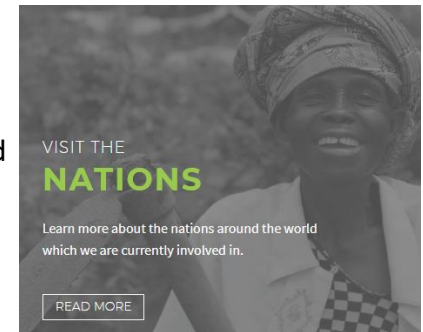 d
VISIT THE
NATIONS
Learn more about the nations around the world
which we are currently involved in.
READ MORE